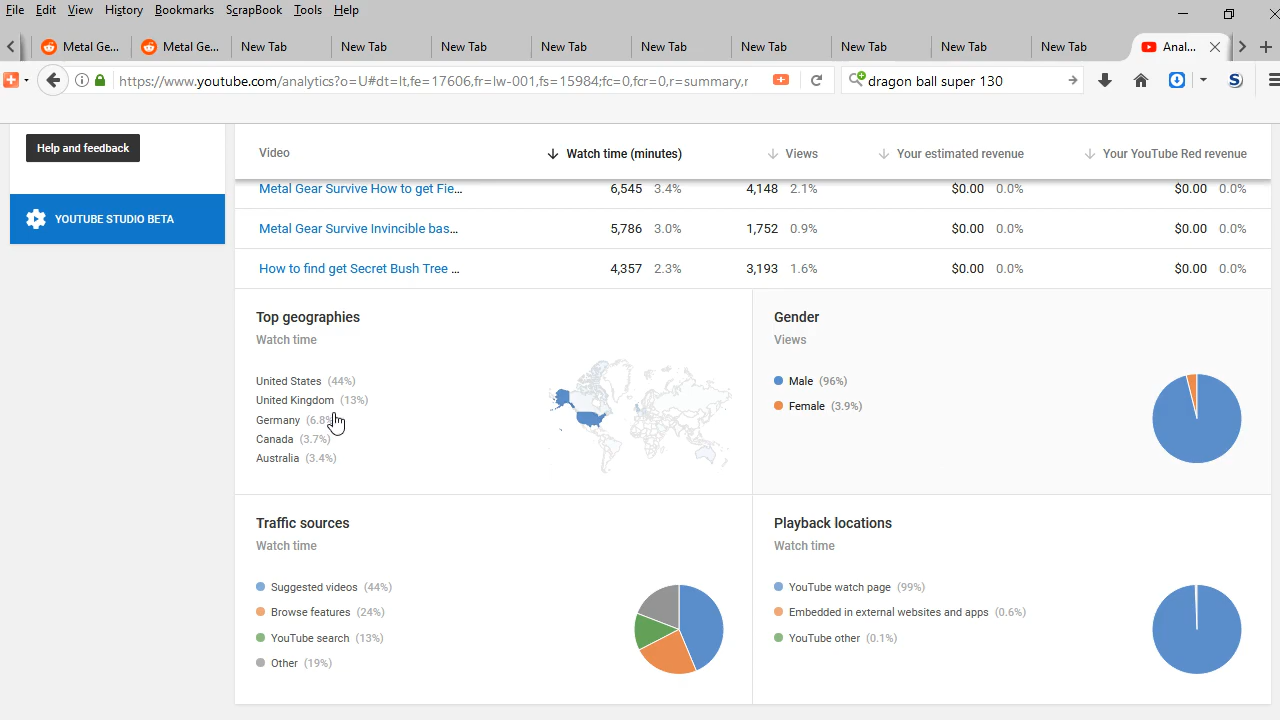 File Edit View History Bookmarks ScrapBook Tools Help
Metal Ge... Metal Ge... New Tab New Tab New Tab New Tab New Tab New Tab New Tab New Tab New Tab Anal...
https://www.youtube.com/analytics?o=U#dt=lt,fe=17606,fr=lw-001,fs=15984;fc=0,fcr=0,r=summary,r dragon ball super 130
Help and feedback
YOUTUBE STUDIO BETA
Video Watch time (minutes) Views Your estimated revenue Your YouTube Red revenue
Metal Gear Survive How to get Fie... 6,545 3.4% 4,148 2.1% $0.00 0.0% $0.00 0.0%
Metal Gear Survive Invincible bas... 5,786 3.0% 1,752 0.9% $0.00 0.0% $0.00 0.0%
How to find get Secret Bush Tree ... 4,357 2.3% 3,193 1.6% $0.00 0.0% $0.00 0.0%
Top geographies
Watch time
United States (44%)
United Kingdom (13%)
Germany (6.8%
Canada (3.7%)
Australia (3.4%)
Gender
Views
Male (96%)
Female (3.9%)
Traffic sources
Watch time
Suggested videos (44%)
Browse features (24%)
YouTube search (13%)
Other (19%)
Playback locations
Watch time
YouTube watch page (99%)
Embedded in external websites and apps (0.6%)
YouTube other (0.1%)